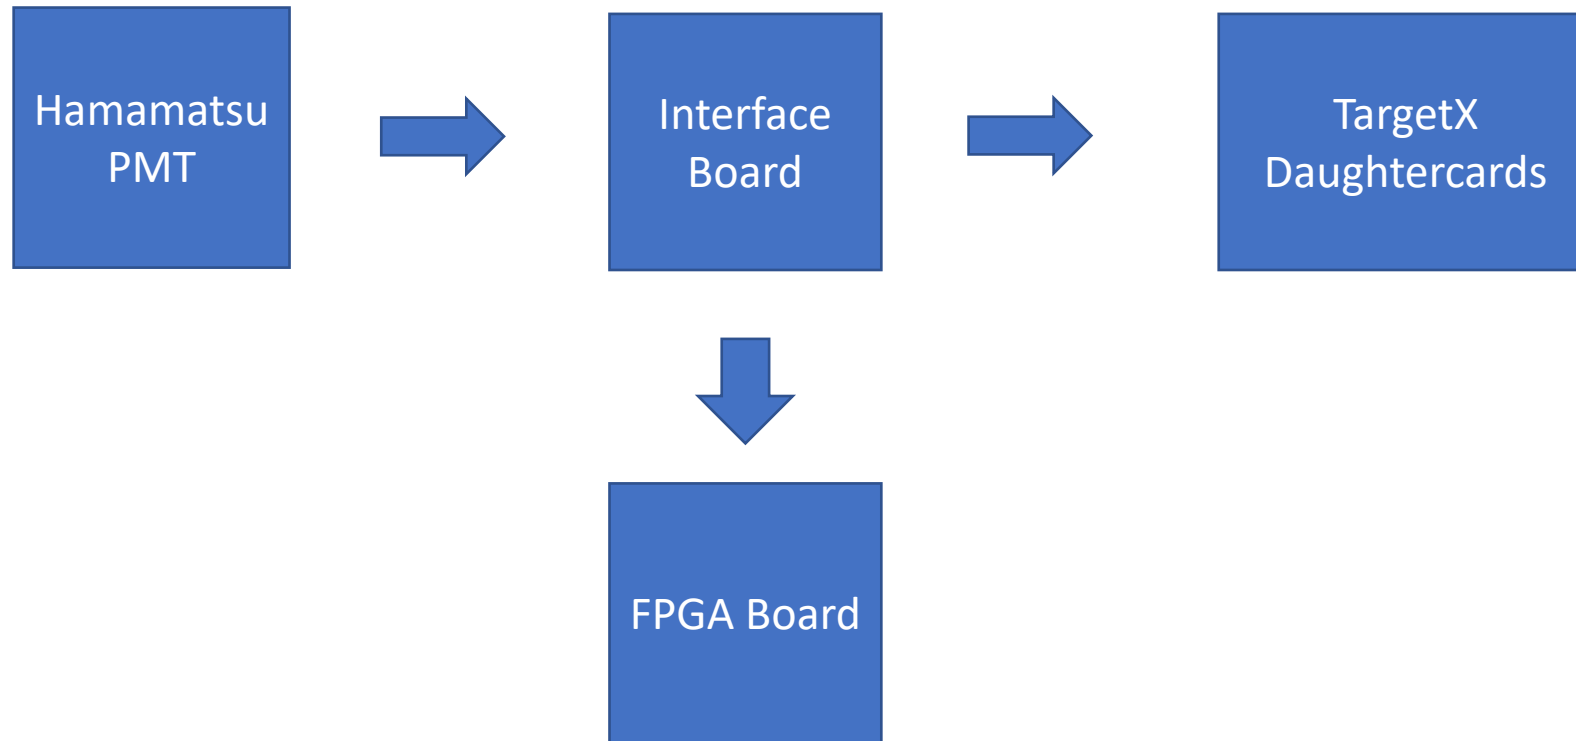 Hamamatsu
PMT
Interface
Board
TargetX
Daughtercards
FPGA Board